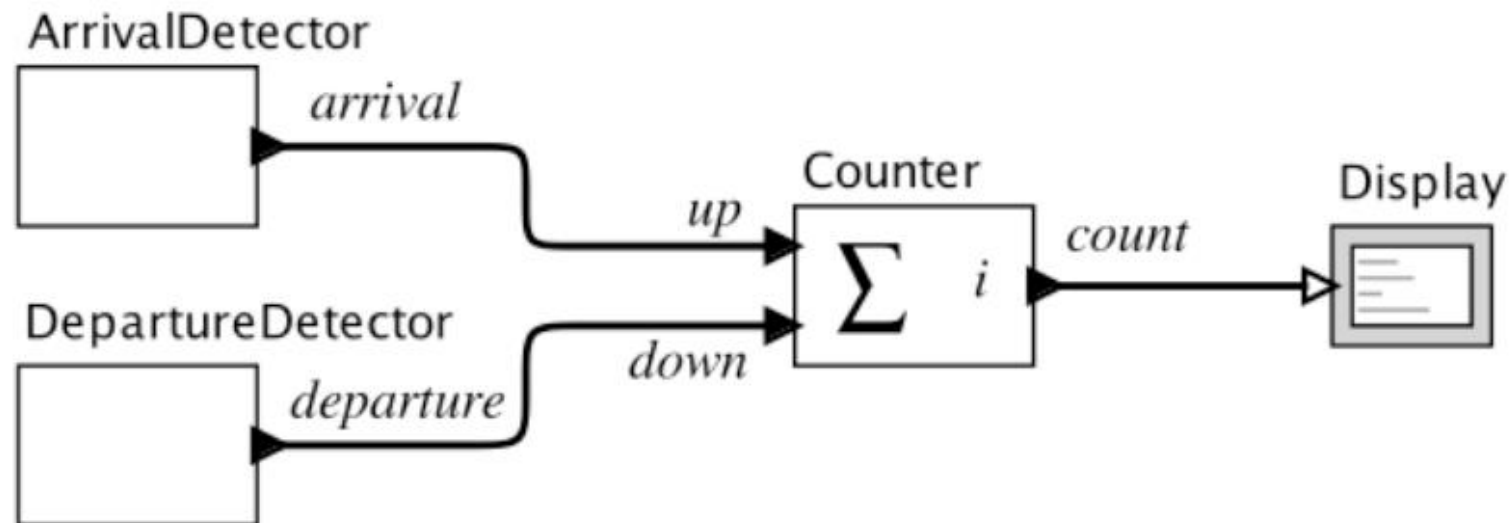 ArrivalDetector
arrival
Counter
Display
up
Σ i
count
DepartureDetector
down
departure